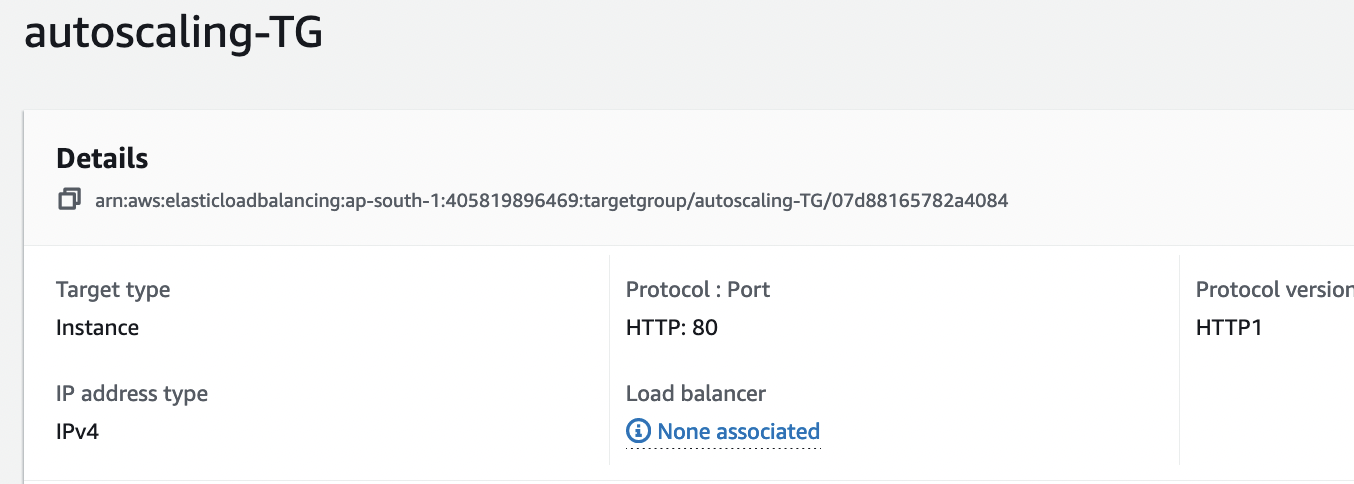 autoscaling-TG
Details
arn:aws:elasticloadbalancing:ap-south-1:405819896469:targetgroup/autoscaling-TG/07d88165782a4084
Target type
Instance
Protocol : Port
HTTP: 80
Protocol version
HTTP1
IP address type
IPv4
Load balancer
None associated